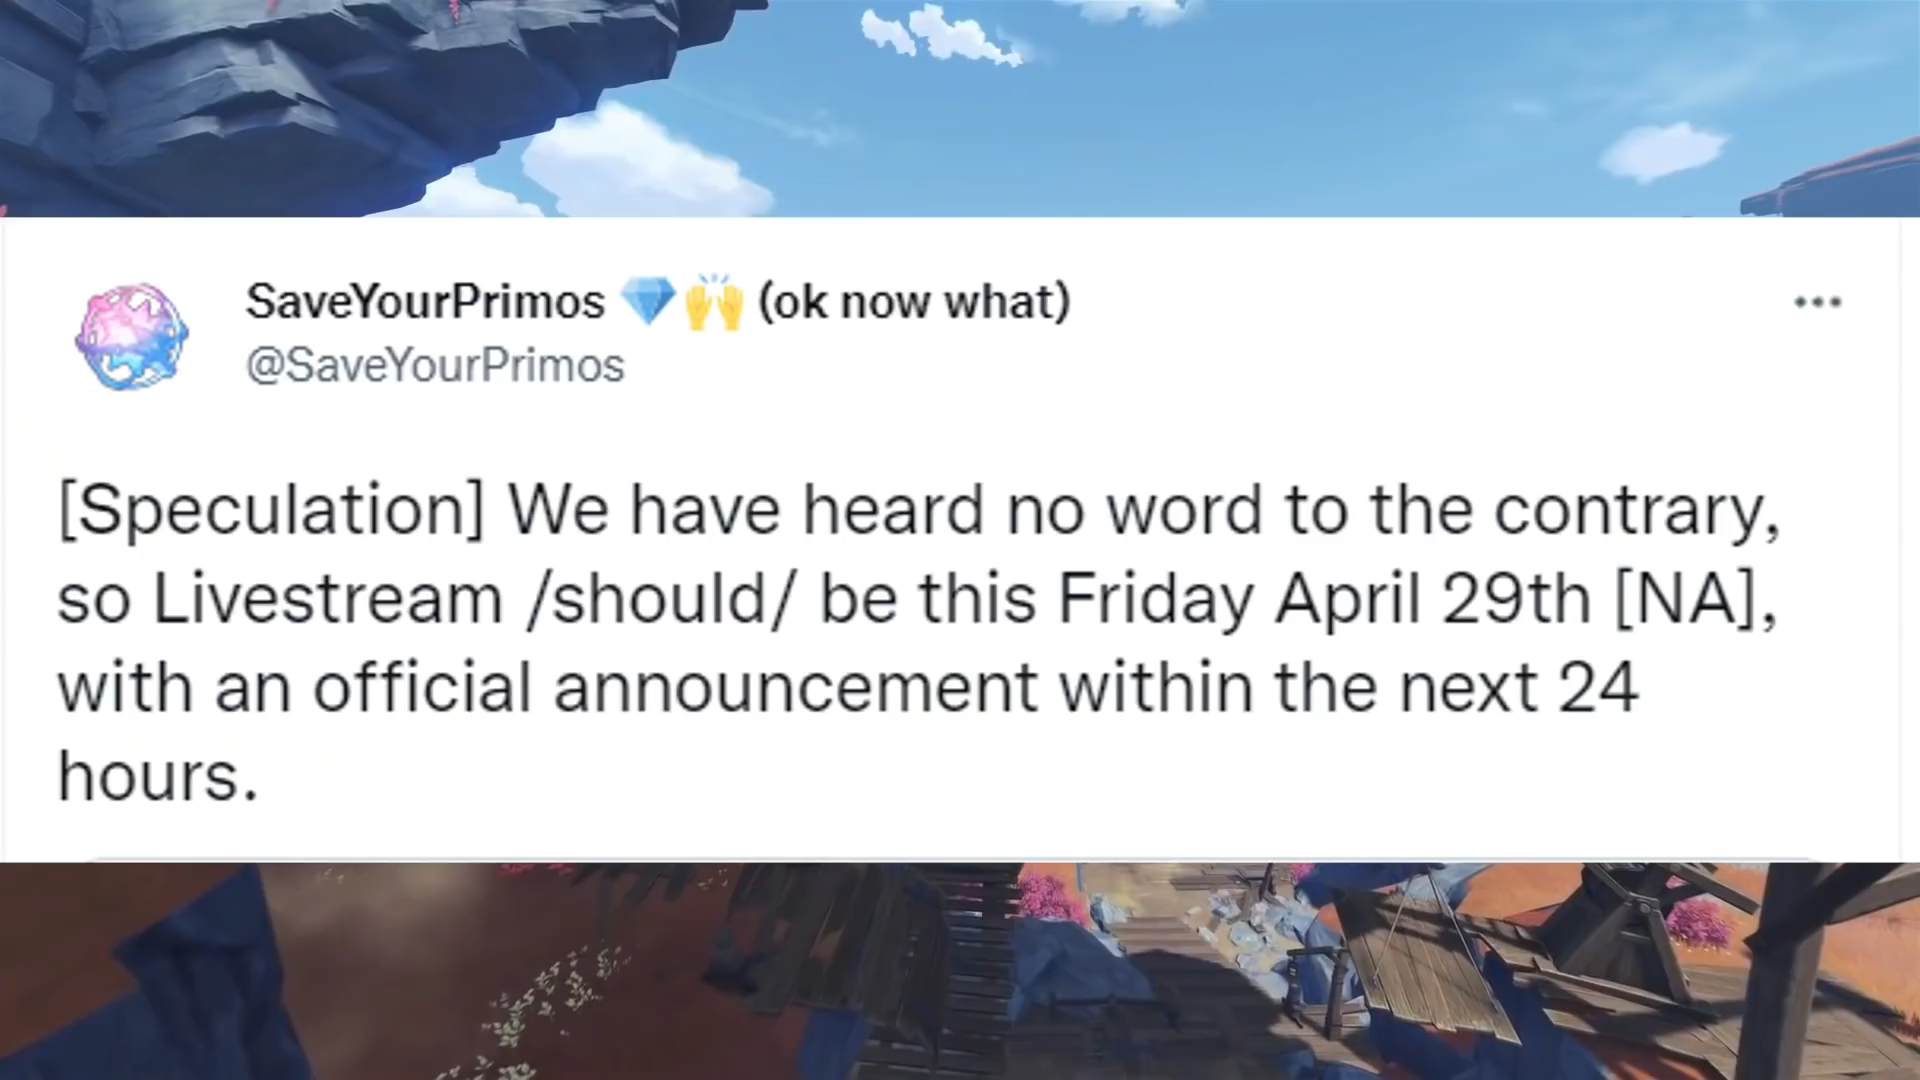 SaveYourPrimos 💎🙌 (ok now what)
@SaveYourPrimos
[Speculation] We have heard no word to the contrary,
so Livestream /should/ be this Friday April 29th [NA],
with an official announcement within the next 24
hours.